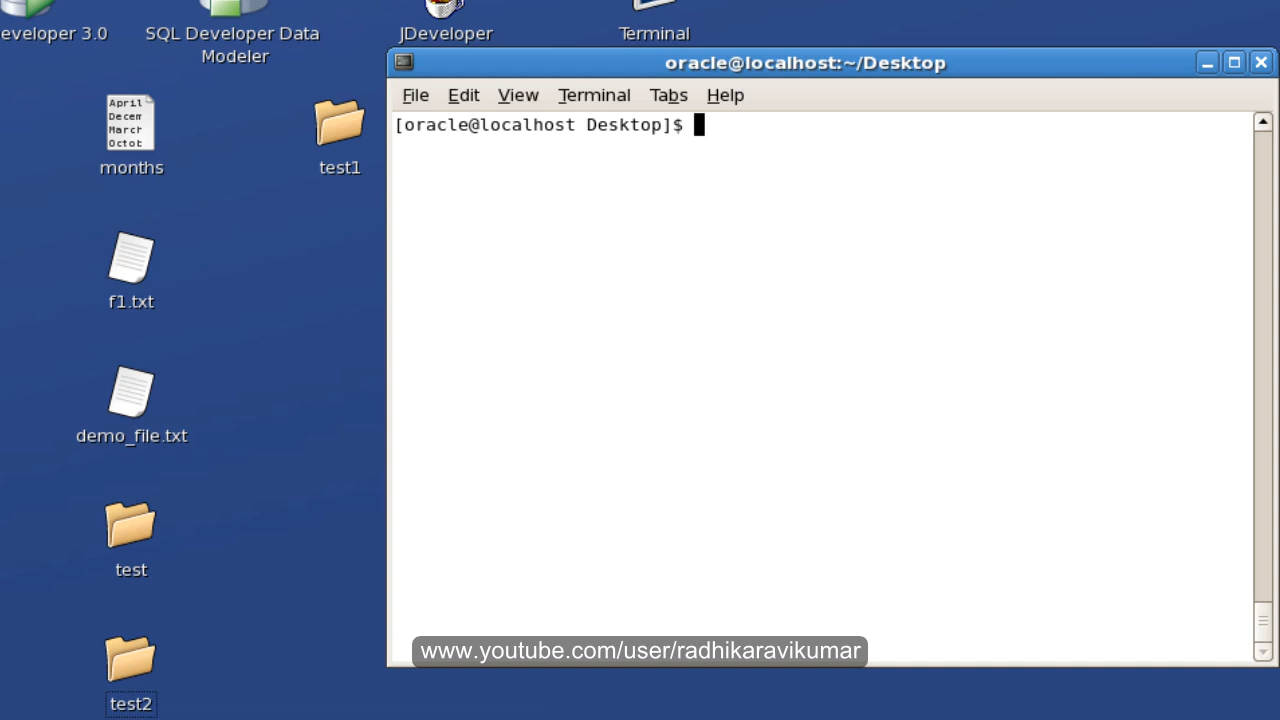 eveloper 3.0
SQL Developer Data
Modeler
JDeveloper
Terminal
oracle@localhost:~/Desktop
File Edit View Terminal Tabs Help
[oracle@localhost Desktop]$
April
Decem
March
Octob
months
test1
f1.txt
demo_file.txt
test
test2
www.youtube.com/user/radhikaravikumar